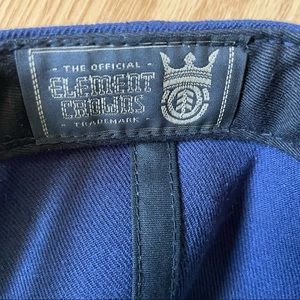 - THE OFFICIAL -
ELEMENT
CROWNS
- TRADEMARK -